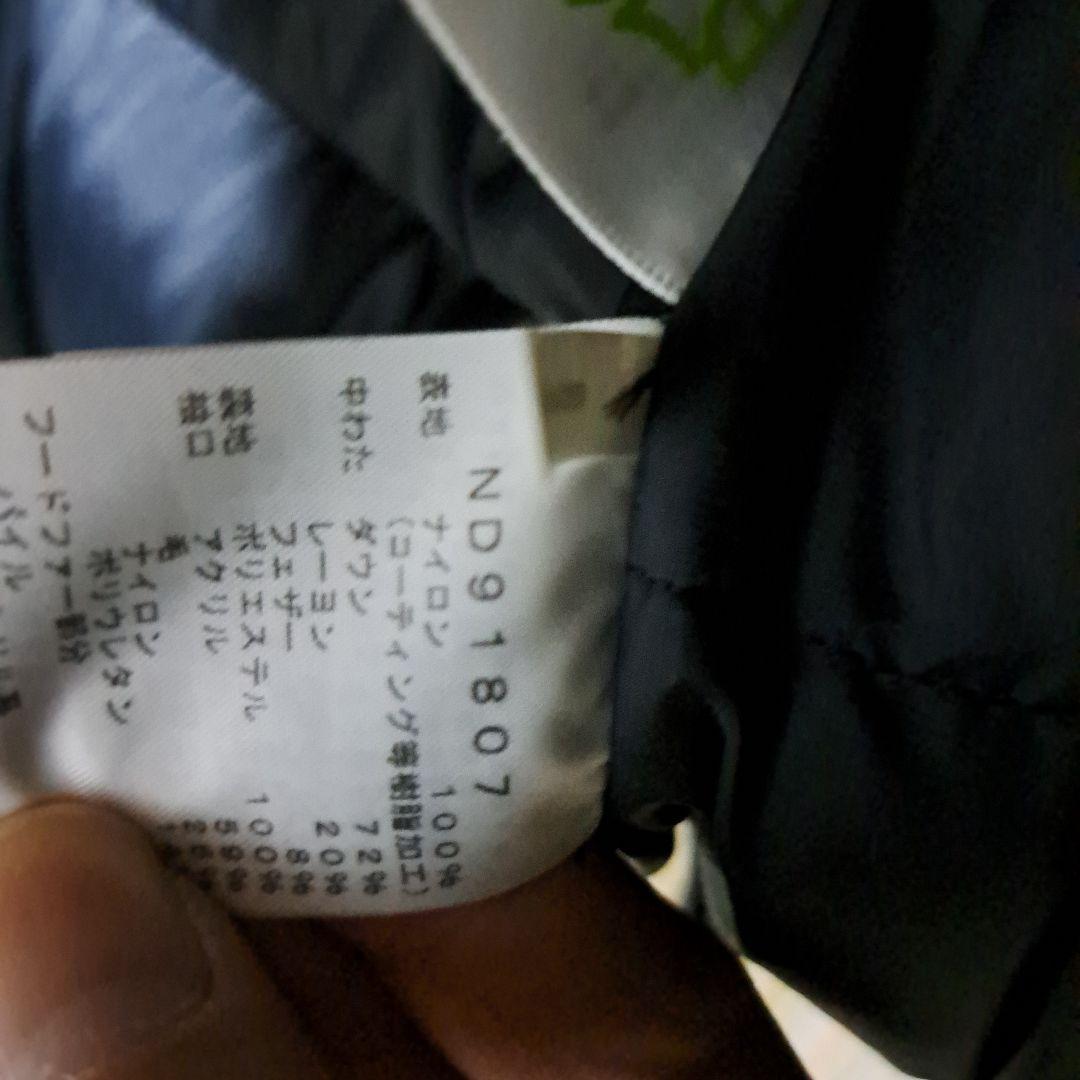 ND91807
表地 ナイロン 100%
(コーティング等樹脂加工)
中わた ダウン 72%
レーヨン 20%
フェザー 8%
裏地 ポリエステル 100%
袖口 アクリル 59%
毛
ナイロン
ポリウレタン
フードファー部分
パイル